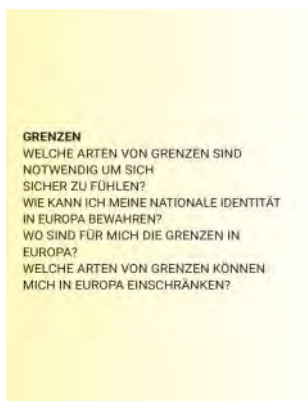 GRENZEN
WELCHE ARTEN VON GRENZEN SIND
NOTWENDIG UM SICH
SICHER ZU FÜHLEN?
WIE KANN ICH MEINE NATIONALE IDENTITÄT
IN EUROPA BEWAHREN?
WO SIND FÜR MICH DIE GRENZEN IN
EUROPA?
WELCHE ARTEN VON GRENZEN KÖNNEN
MICH IN EUROPA EINSCHRÄNKEN?